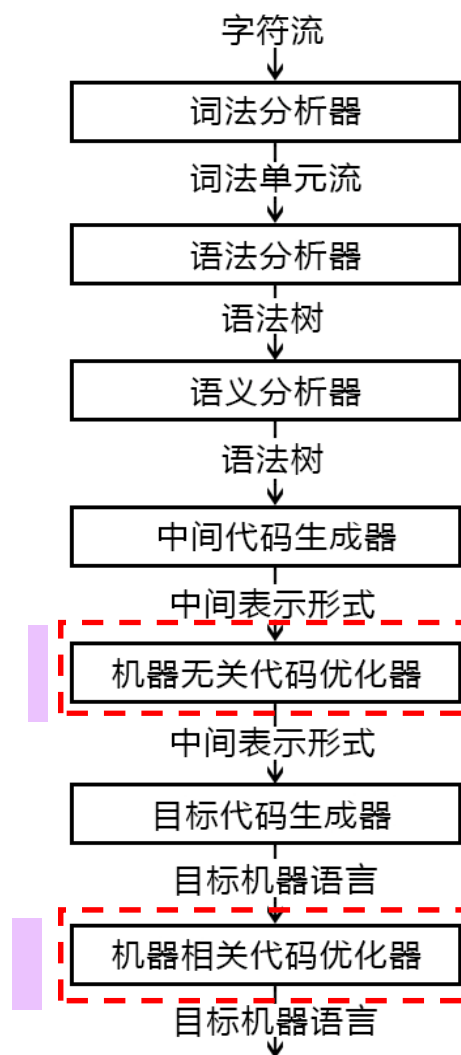 字符流
词法分析器
词法单元流
语法分析器
语法树
语义分析器
语法树
中间代码生成器
中间表示形式
机器无关代码优化器
中间表示形式
目标代码生成器
目标机器语言
机器相关代码优化器
目标机器语言